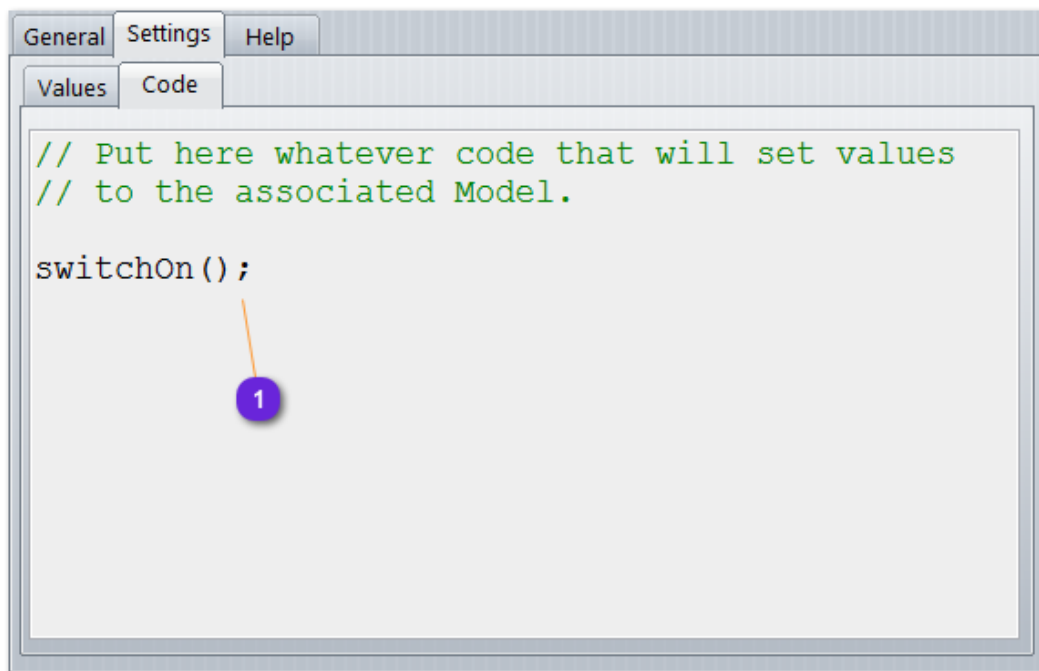 General Settings Help
Values Code
// Put here whatever code that will set values
// to the associated Model.
switchOn();
1